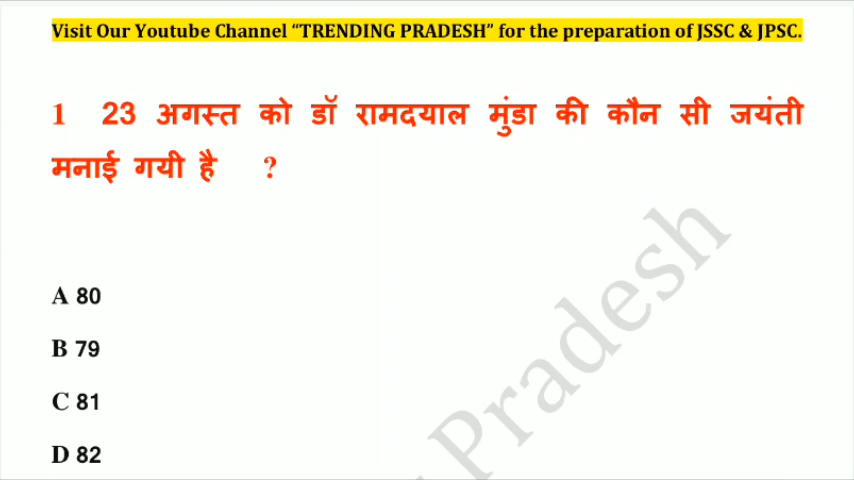 Visit Our Youtube Channel “TRENDING PRADESH” for the preparation of JSSC & JPSC.
1 23 अगस्त को डॉ रामदयाल मुंडा की कौन सी जयंती
मनाई गयी है ?
A 80
B 79
C 81
D 82
Pradesh